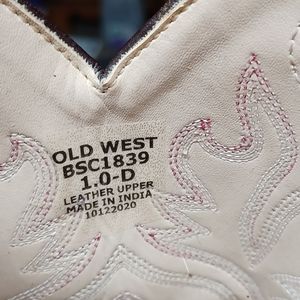 OLD WEST
BSC1839
1.0-D
LEATHER UPPER
MADE IN INDIA
10122020